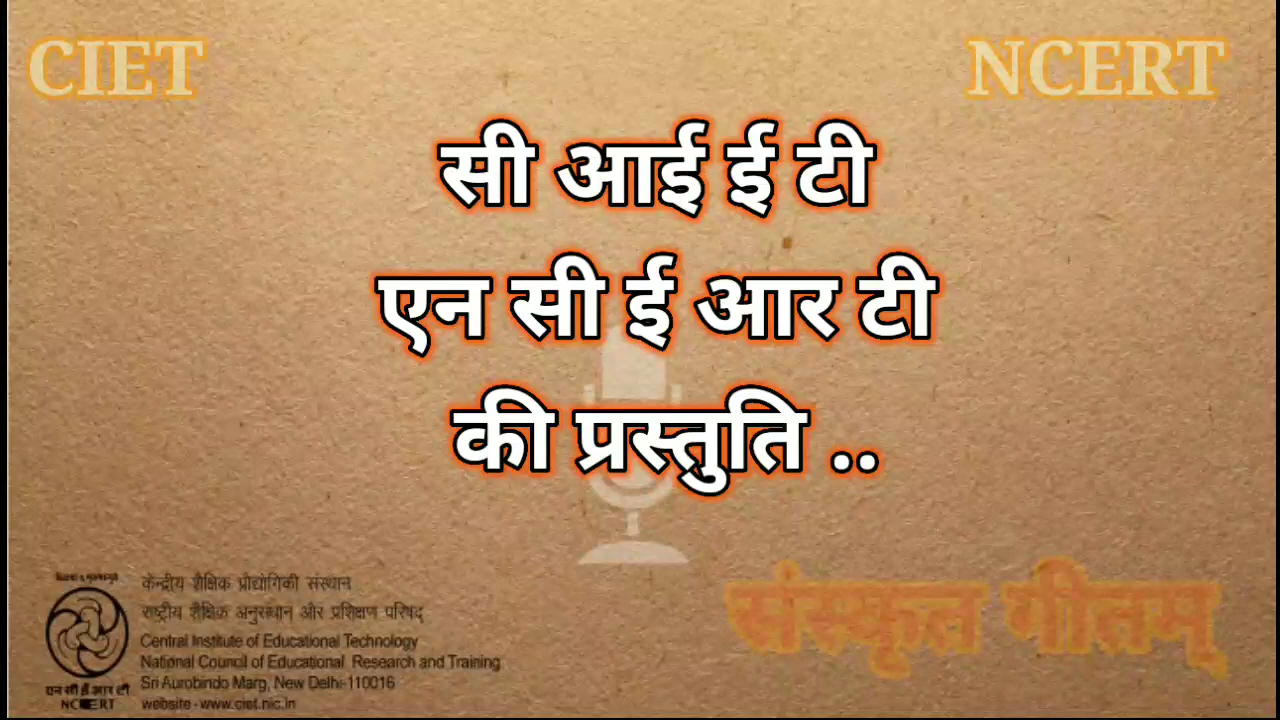 CIET
NCERT
सी आई ई टी
एन सी ई आर टी
की प्रस्तुति ..
संस्कृत गीतम्
केन्द्रीय शैक्षिक प्रौद्योगिकी संस्थान
राष्ट्रीय शैक्षिक अनुसंधान और प्रशिक्षण परिषद्
Central Institute of Educational Technology
National Council of Educational Research and Training
Sri Aurobindo Marg, New Delhi-110016
website - www.ciet.nic.in
एन सी ई आर टी
NCERT